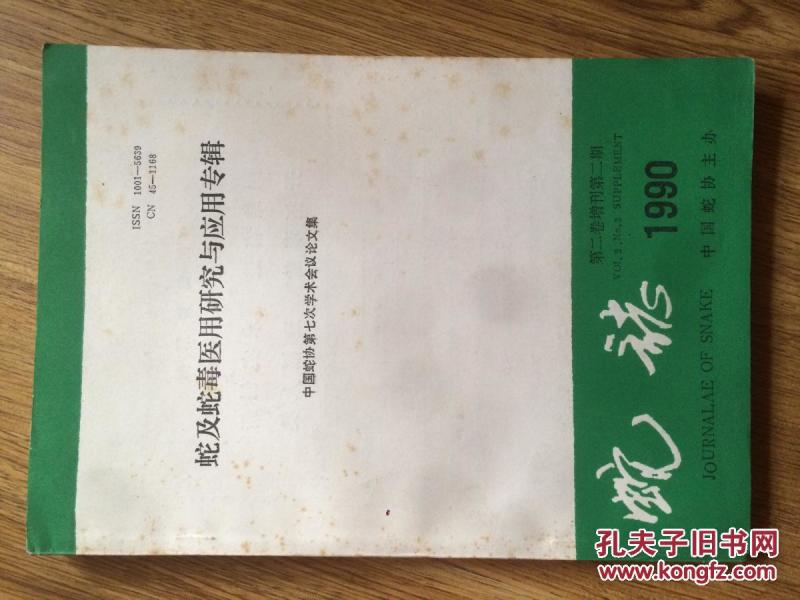 蛇志
1990
第二卷增刊第二期
VOL.2.No.2 SUPPLEMENT
JOURNALAE OF SNAKE
中国蛇协主办
ISSN 1001—5639
CN 45—1168
蛇及蛇毒医用研究与应用专辑
中国蛇协第七次学术会议论文集
孔夫子旧书网
www.kongfz.com